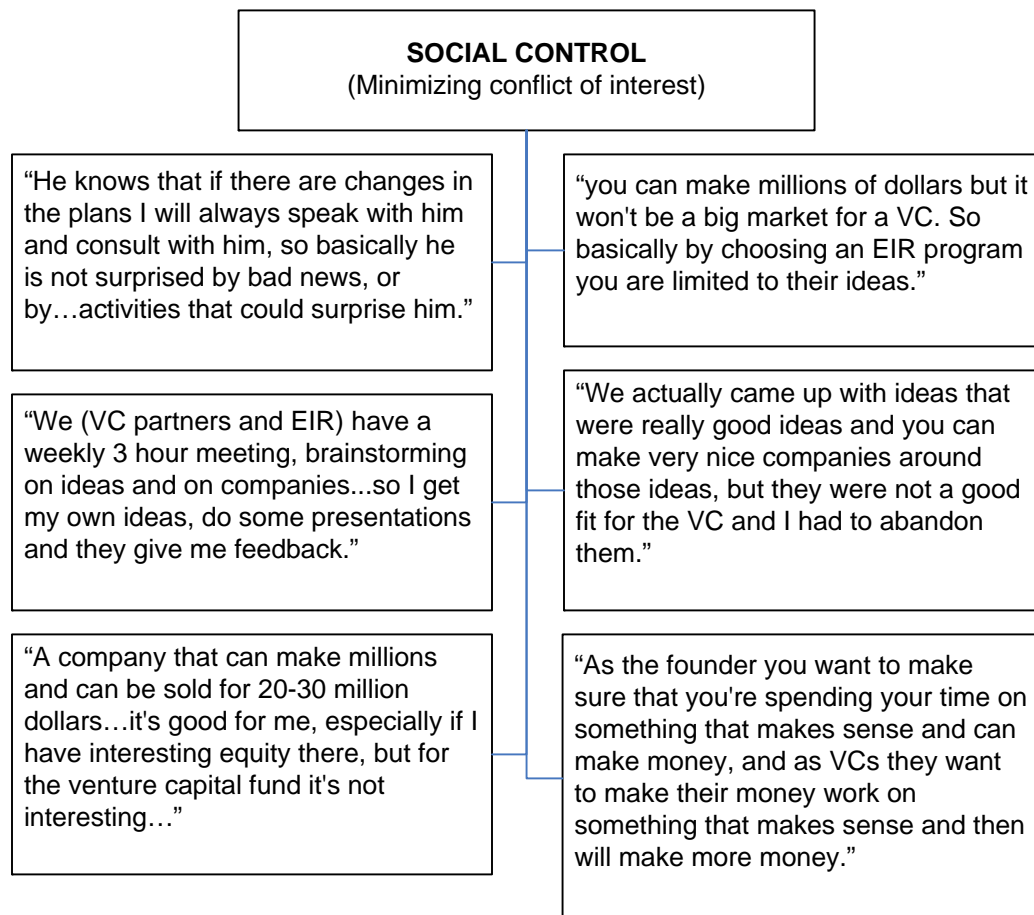 SOCIAL CONTROL
(Minimizing conflict of interest)
“He knows that if there are changes in
the plans I will always speak with him
and consult with him, so basically he
is not surprised by bad news, or
by…activities that could surprise him.”
“you can make millions of dollars but it
won't be a big market for a VC. So
basically by choosing an EIR program
you are limited to their ideas.”
“We (VC partners and EIR) have a
weekly 3 hour meeting, brainstorming
on ideas and on companies...so I get
my own ideas, do some presentations
and they give me feedback.”
“We actually came up with ideas that
were really good ideas and you can
make very nice companies around
those ideas, but they were not a good
fit for the VC and I had to abandon
them.”
“A company that can make millions
and can be sold for 20-30 million
dollars…it's good for me, especially if I
have interesting equity there, but for
the venture capital fund it's not
interesting…”
“As the founder you want to make
sure that you're spending your time on
something that makes sense and can
make money, and as VCs they want
to make their money work on
something that makes sense and then
will make more money.”